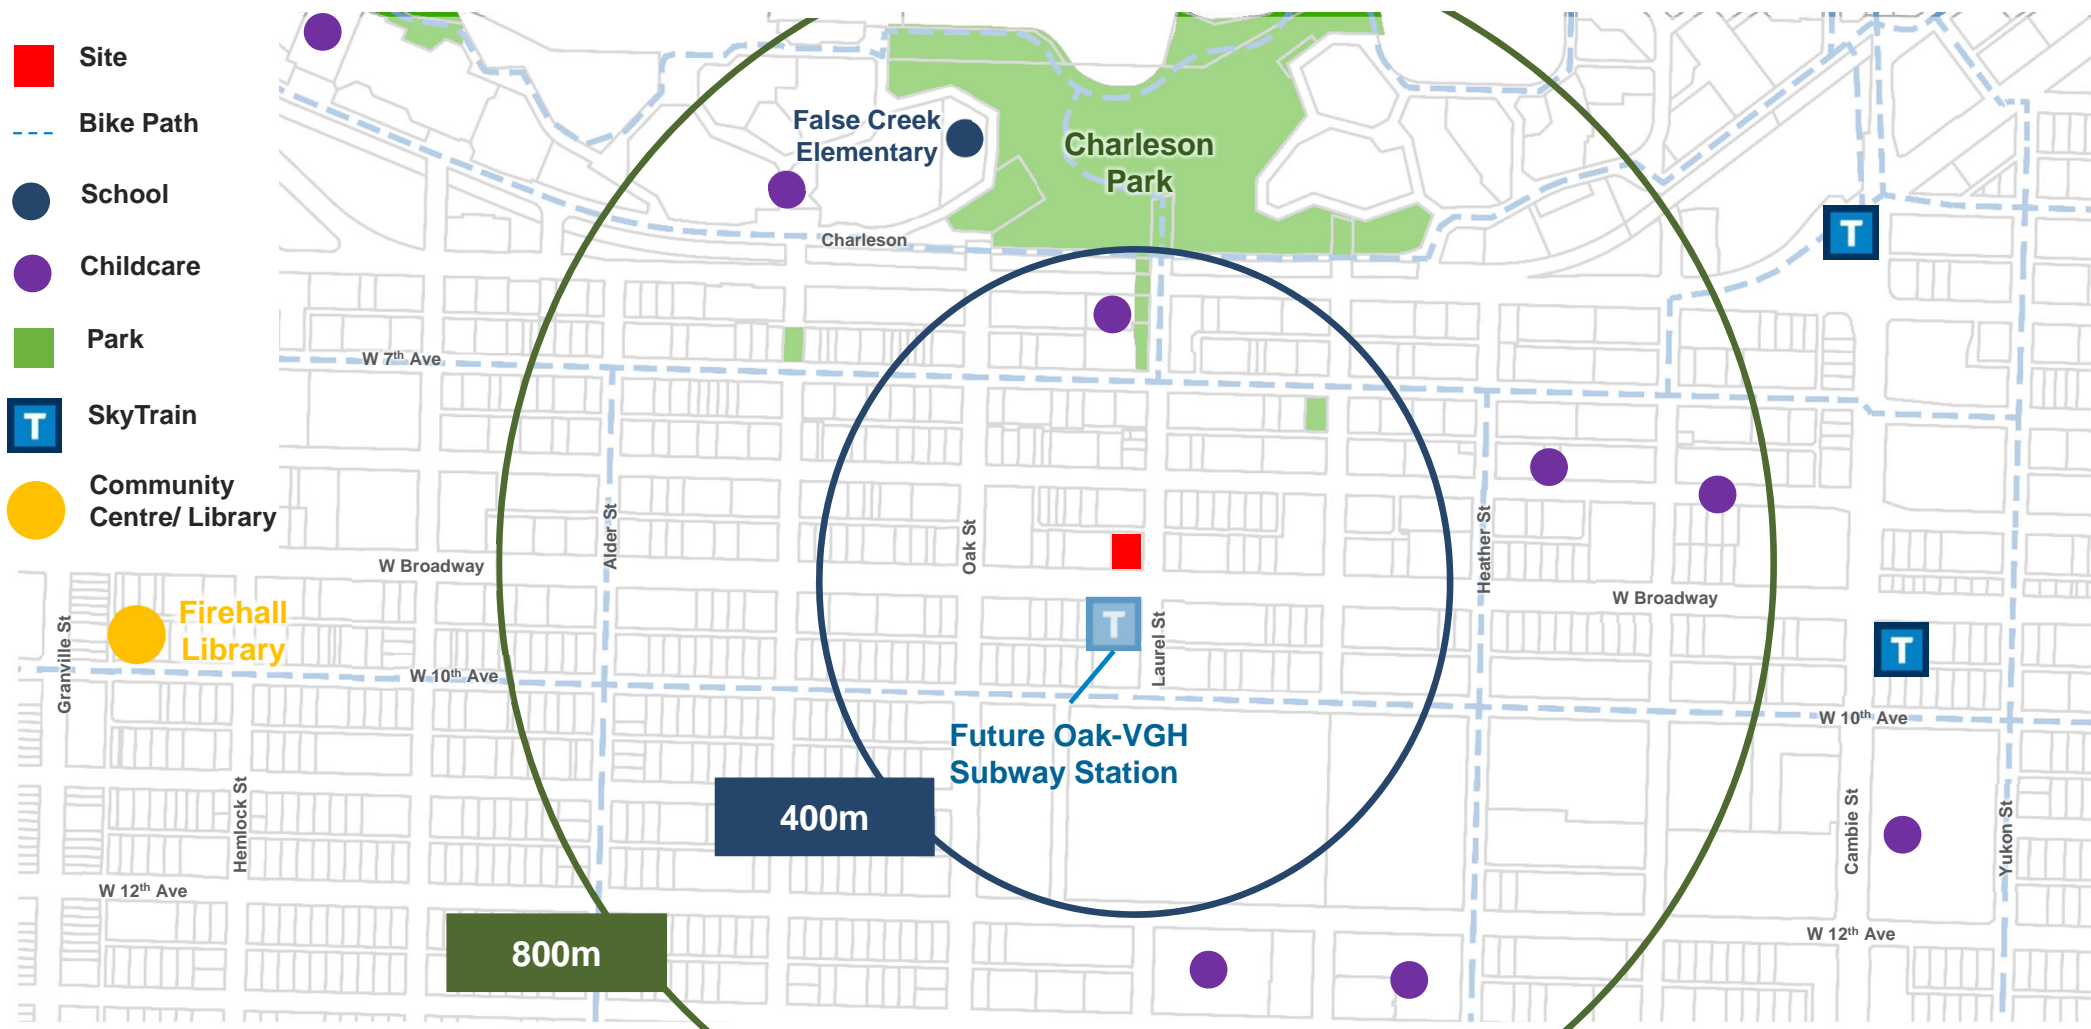 Site
Bike Path
School
Childcare
Park
T
SkyTrain
Community
Centre/ Library
False Creek
Elementary
Charleson
Park
Charleson
T
W 7th Ave
Alder St
Oak St
Heather St
W Broadway
W Broadway
Granville St
Firehall
Library
T
Laurel St
T
W 10th Ave
W 10th Ave
Future Oak-VGH
Subway Station
Hemlock St
400m
Cambie St
Yukon St
W 12th Ave
W 12th Ave
800m